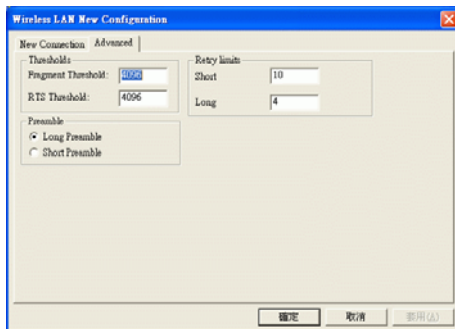 Wireless LAN New Configuration
New Connection Advanced
Thresholds
Fragment Threshold: 4096
RTS Threshold: 4096
Retry limits
Short 10
Long 4
Preamble
Long Preamble
Short Preamble
確定 取消 套用(A)